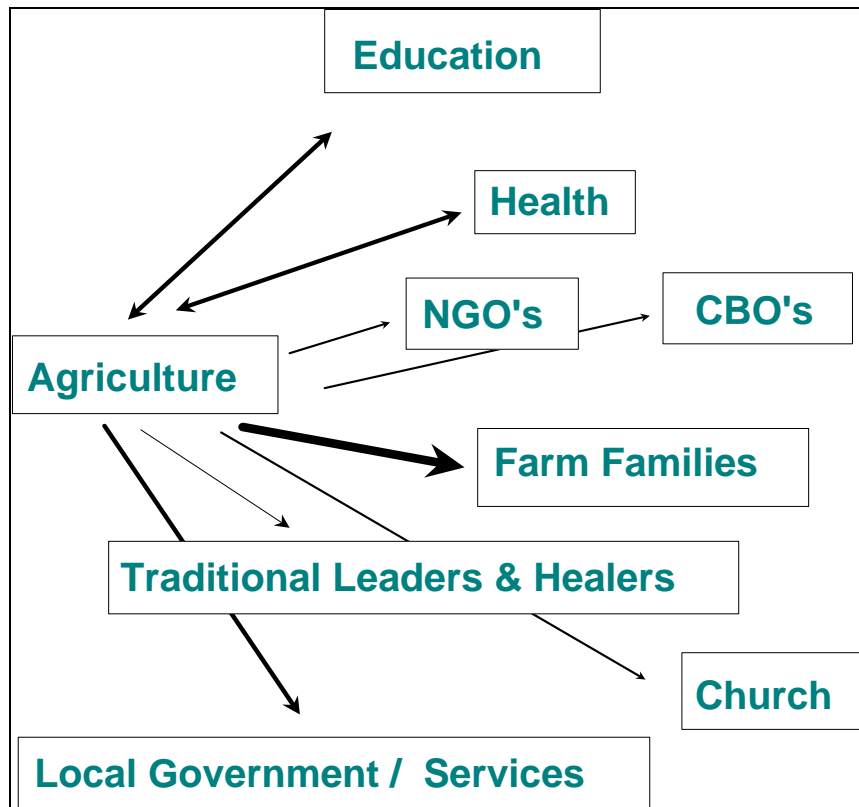 Education
Health
NGO's
CBO's
Agriculture
Farm Families
Traditional Leaders & Healers
Church
Local Government / Services